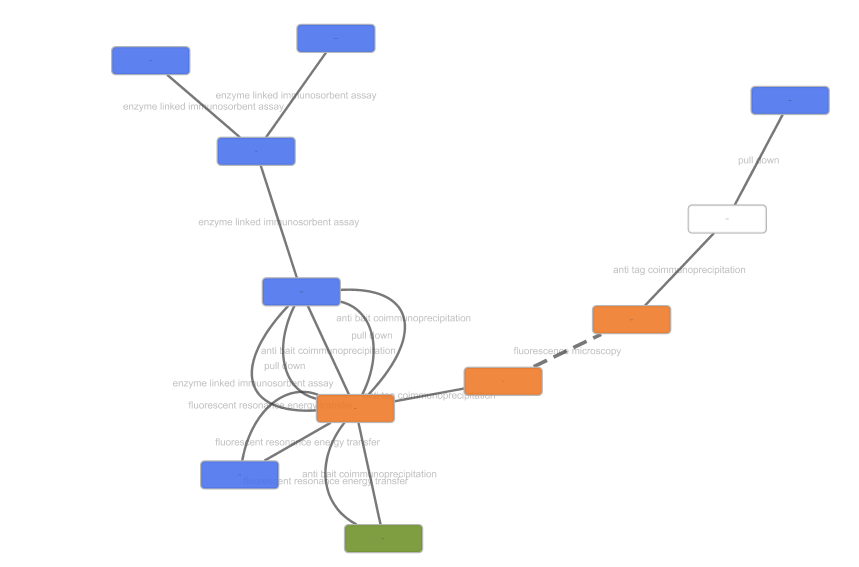 enzyme linked immunosorbent assay
enzyme linked immunosorbent assay
pull down
enzyme linked immunosorbent assay
anti tag coimmunoprecipitation
anti bait coimmunoprecipitation
pull down
anti bait coimmunoprecipitation
fluorescence microscopy
pull down
enzyme linked immunosorbent assay
coimmunoprecipitation
fluorescent resonance energy
fluorescent resonance energy transfer
anti bait coimmunoprecipitation
fluorescent resonance energy transfer